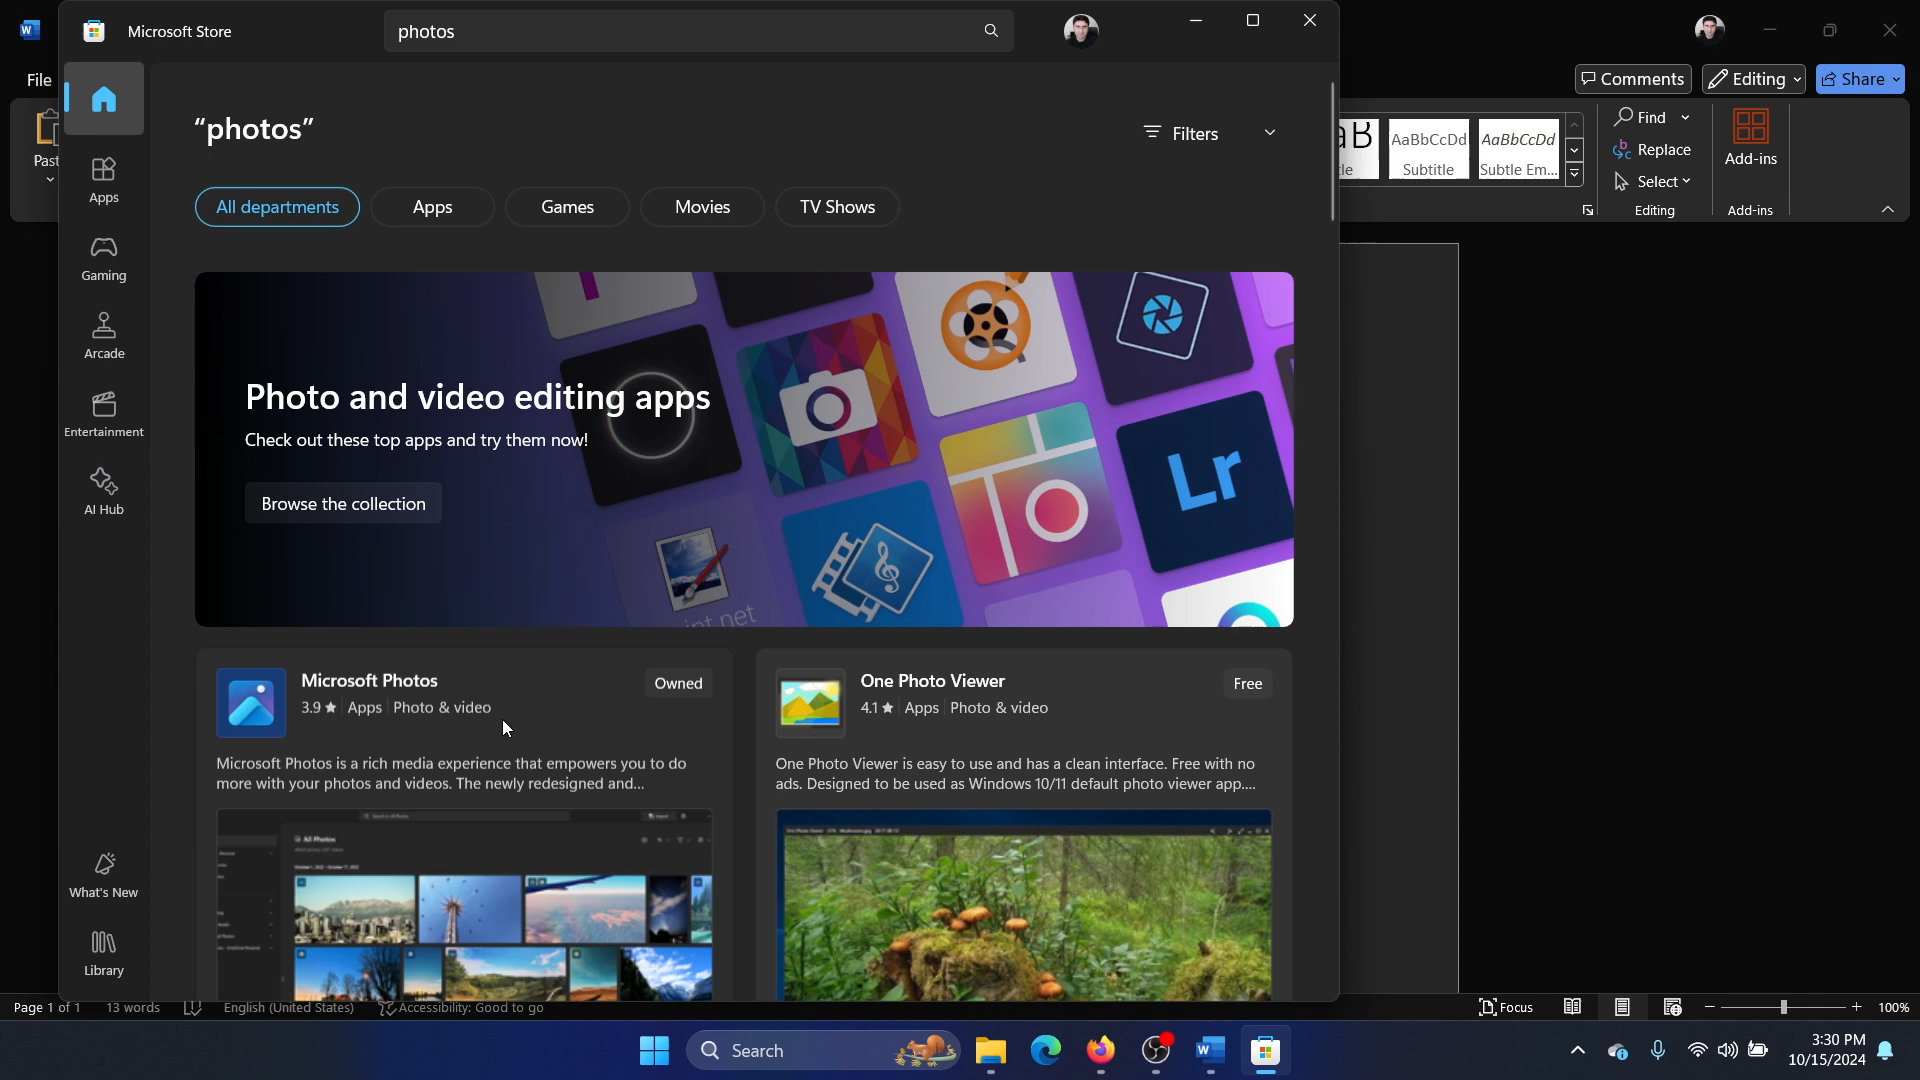 Microsoft Store
photos
File
Comments
Editing
Share
Home
Apps
Gaming
Arcade
Entertainment
AI Hub
What's New
Library
"photos"
Filters
All departments
Apps
Games
Movies
TV Shows
Photo and video editing apps
Check out these top apps and try them now!
Browse the collection
Lr
Microsoft Photos
Owned
3.9 ★ Apps Photo & video
Microsoft Photos is a rich media experience that empowers you to do
more with your photos and videos. The newly redesigned and...
One Photo Viewer
Free
4.1 ★ Apps Photo & video
One Photo Viewer is easy to use and has a clean interface. Free with no
ads. Designed to be used as Windows 10/11 default photo viewer app....
AaBbCcDd
Subtitle
AaBbCcDd
Subtle Em...
Find
Replace
Select
Editing
Add-ins
Add-ins
Page 1 of 1
13 words
English (United States)
Accessibility: Good to go
Focus
100%
Search
3:30 PM
10/15/2024